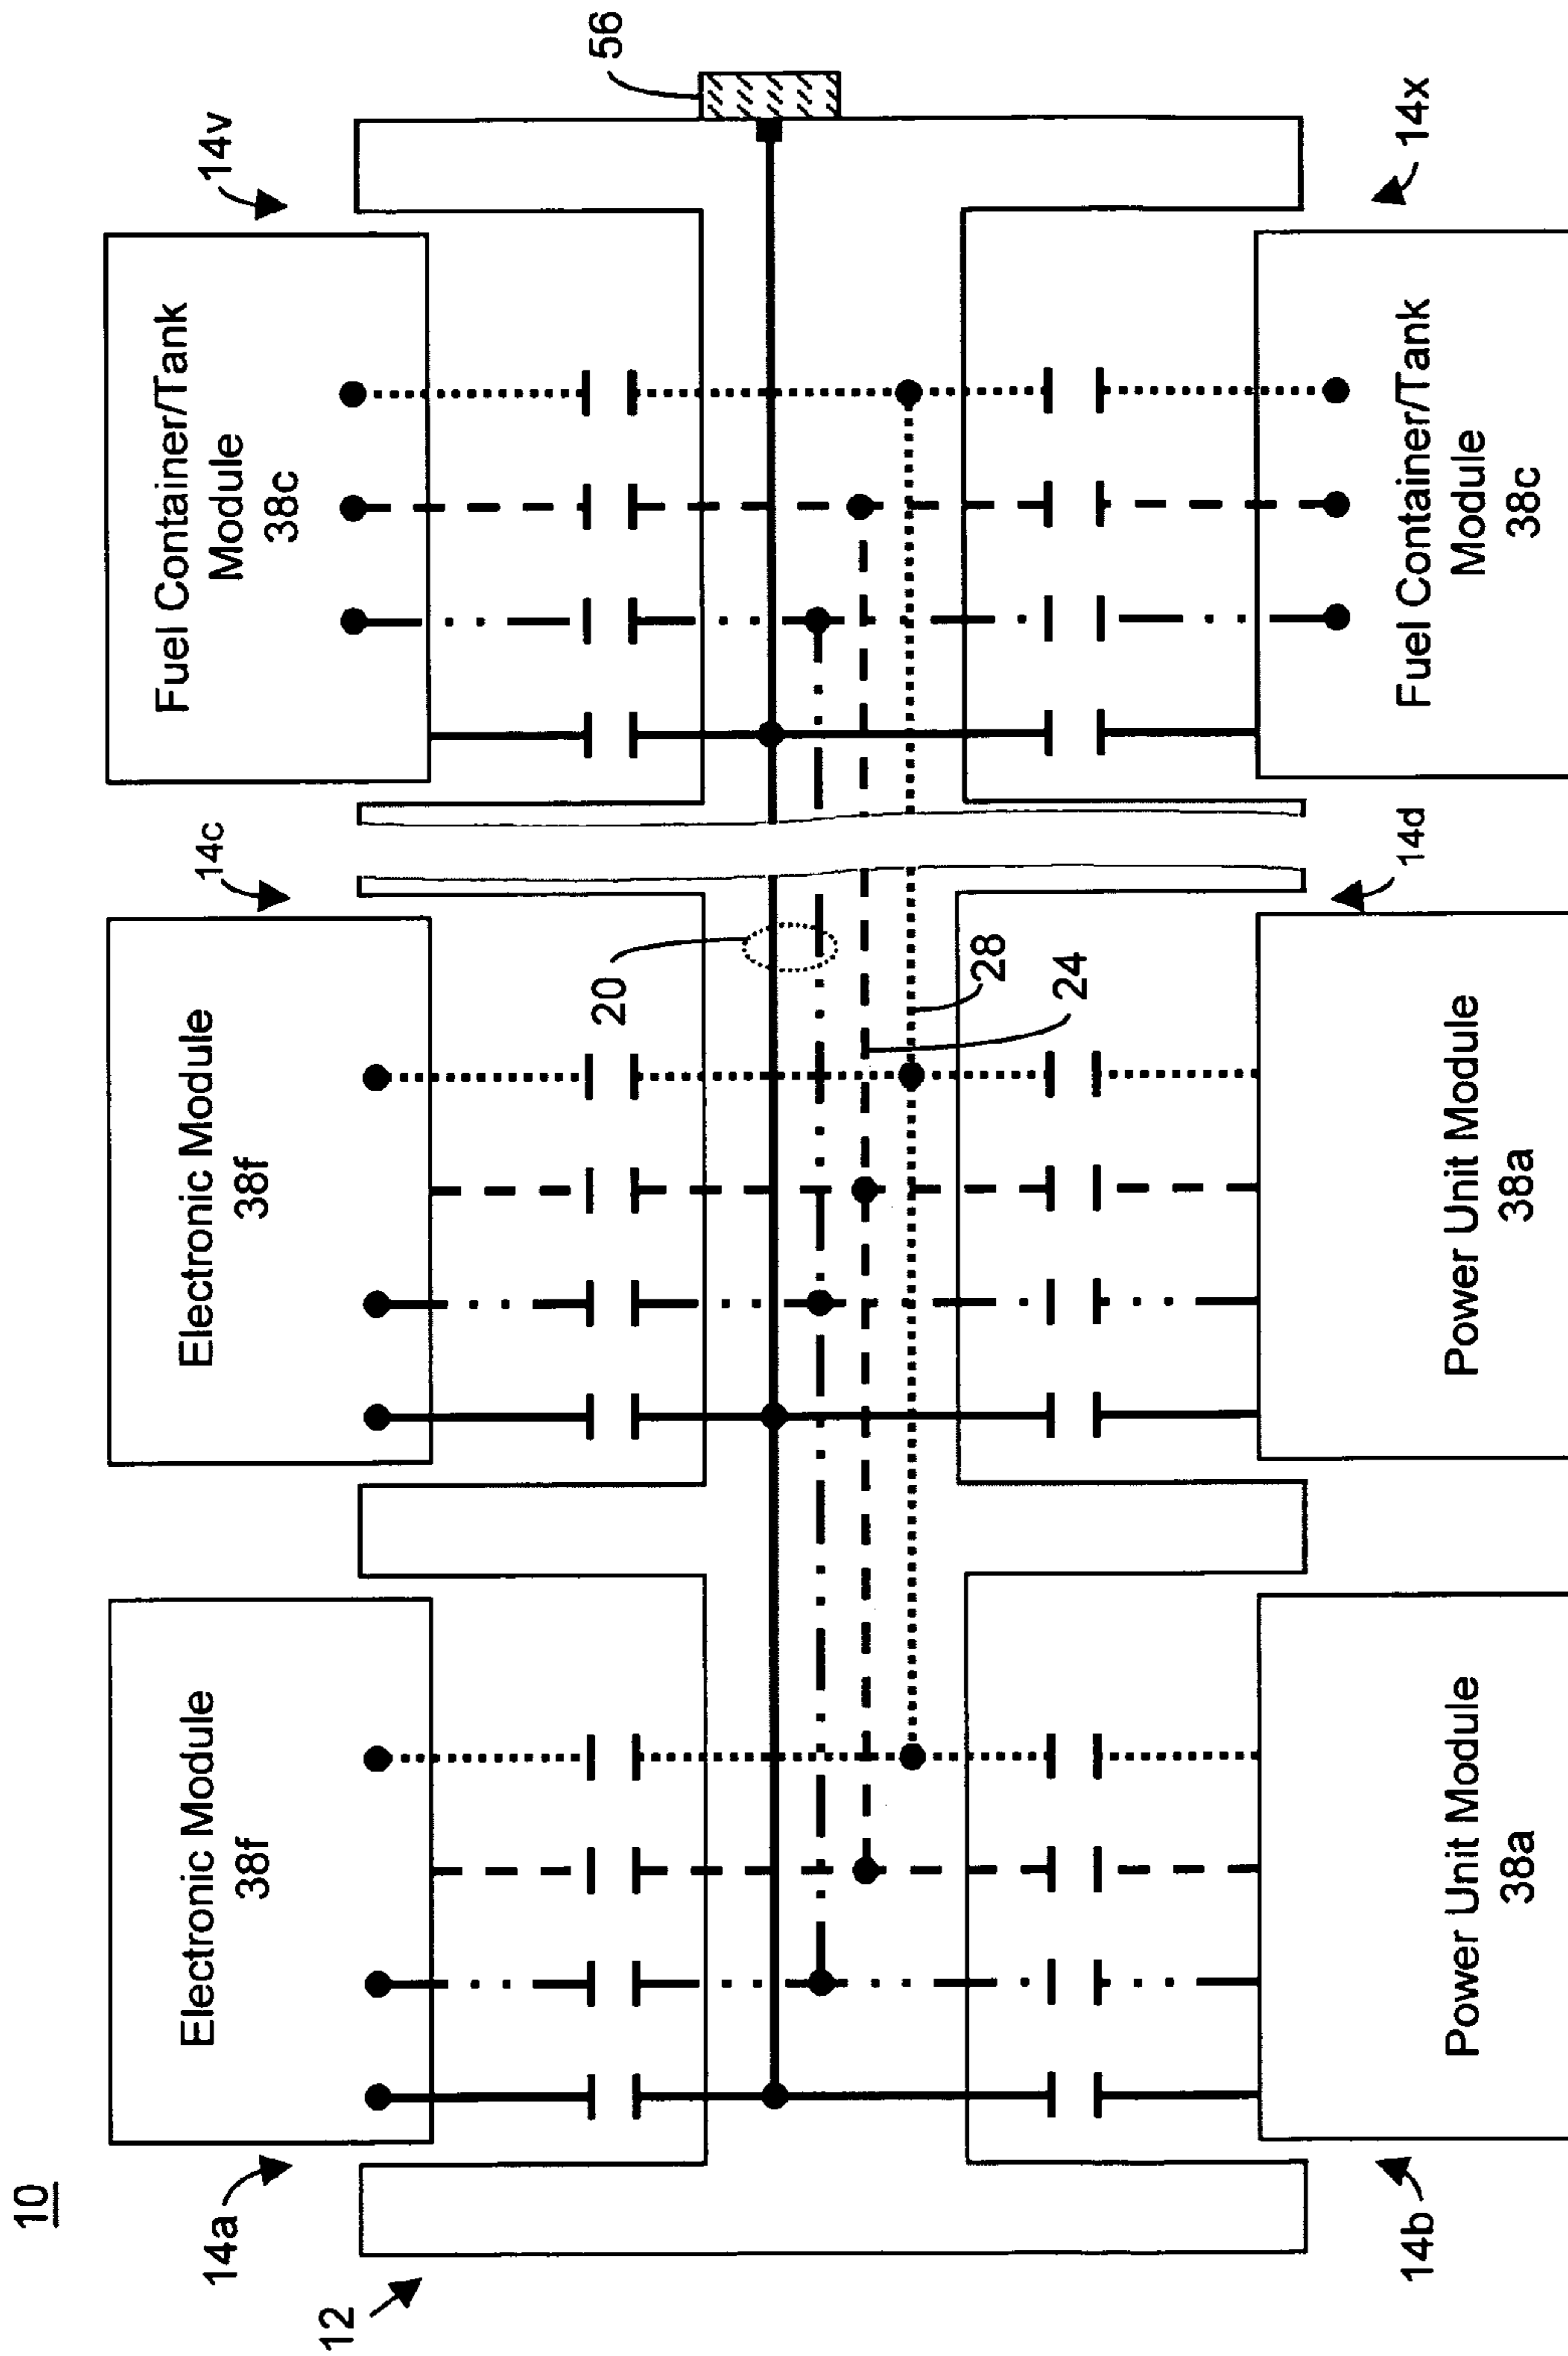 10
12
14a
Electronic Module
38f
14c
Electronic Module
38f
14v
Fuel Container/Tank
Module
38c
56
20
28
24
14b
Power Unit Module
38a
14d
Power Unit Module
38a
14x
Fuel Container/Tank
Module
38c